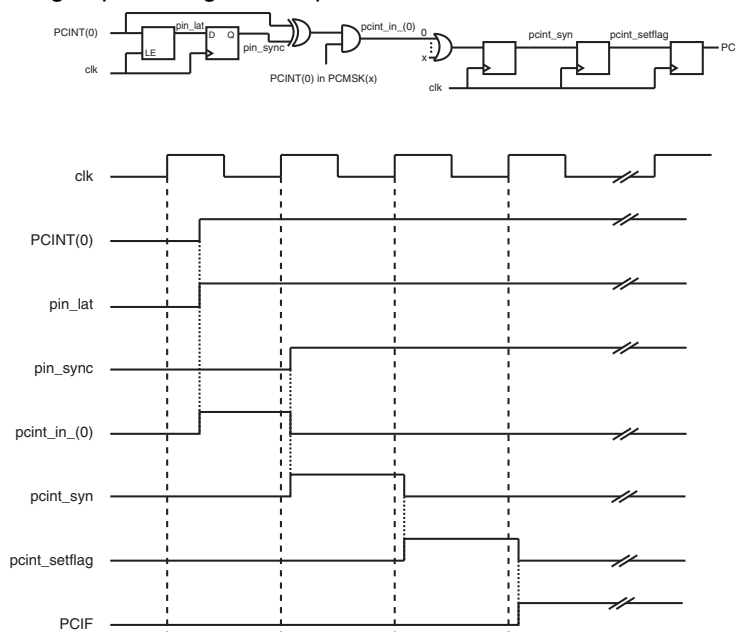 pin_lat
pcint_in_(0)
0
PCINT(0)
D
Q
pcint_syn
pcint_setflag
PC
LE
pin_sync
x
clk
PCINT(0) in PCMSK(x)
clk
clk
PCINT(0)
pin_lat
pin_sync
pcint_in_(0)
pcint_syn
pcint_setflag
PCIF